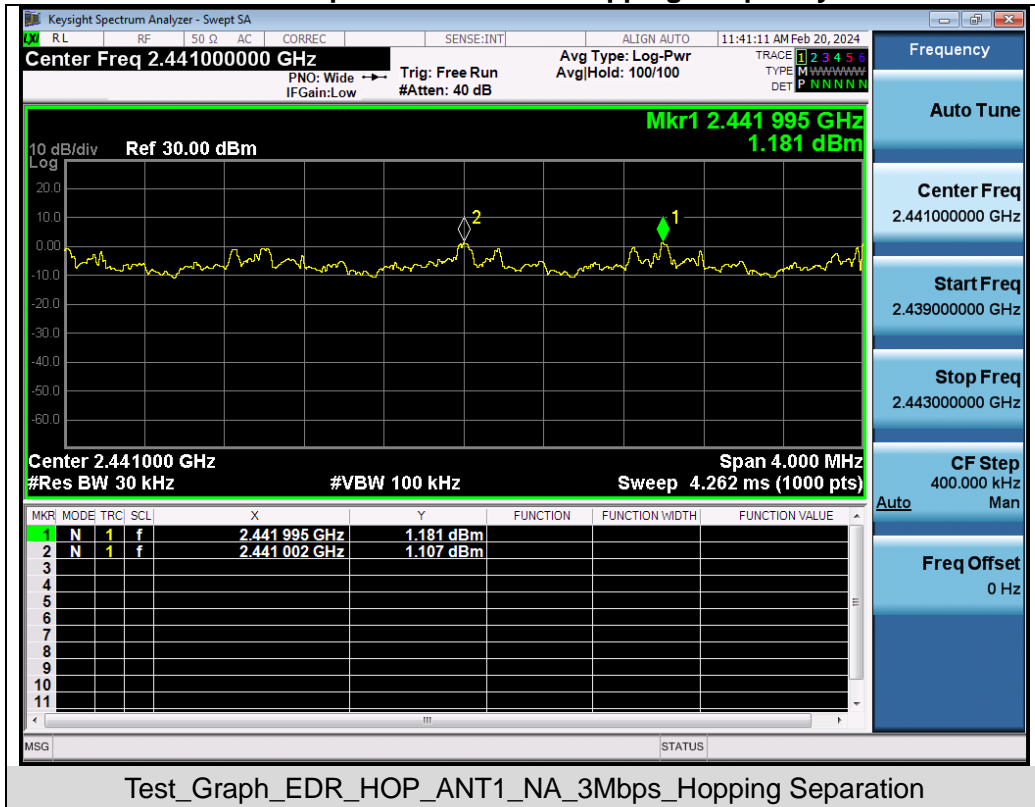 Keysight Spectrum Analyzer - Swept SA
LXI RL RF 50 Ω AC CORREC SENSE:INT ALIGN AUTO 11:41:11 AM Feb 20, 2024
Center Freq 2.441000000 GHz
PNO: Wide
IFGain:Low
Trig: Free Run
#Atten: 40 dB
Avg Type: Log-Pwr
Avg|Hold: 100/100
TRACE 1 2 3 4 5 6
TYPE M WWWWW
DET P N N N N N
Mkr1 2.441 995 GHz
1.181 dBm
10 dB/div Ref 30.00 dBm
Log
20.0
10.0
0.00
-10.0
-20.0
-30.0
-40.0
-50.0
-60.0
2
1
Center 2.441000 GHz
Span 4.000 MHz
#Res BW 30 kHz #VBW 100 kHz Sweep 4.262 ms (1000 pts)
MKR MODE TRC SCL X Y FUNCTION FUNCTION WIDTH FUNCTION VALUE
1 N 1 f 2.441 995 GHz 1.181 dBm
2 N 1 f 2.441 002 GHz 1.107 dBm
3
4
5
6
7
8
9
10
11
MSG STATUS
Frequency
Auto Tune
Center Freq
2.441000000 GHz
Start Freq
2.439000000 GHz
Stop Freq
2.443000000 GHz
CF Step
400.000 kHz
Auto Man
Freq Offset
0 Hz
Test_Graph_EDR_HOP_ANT1_NA_3Mbps_Hopping Separation